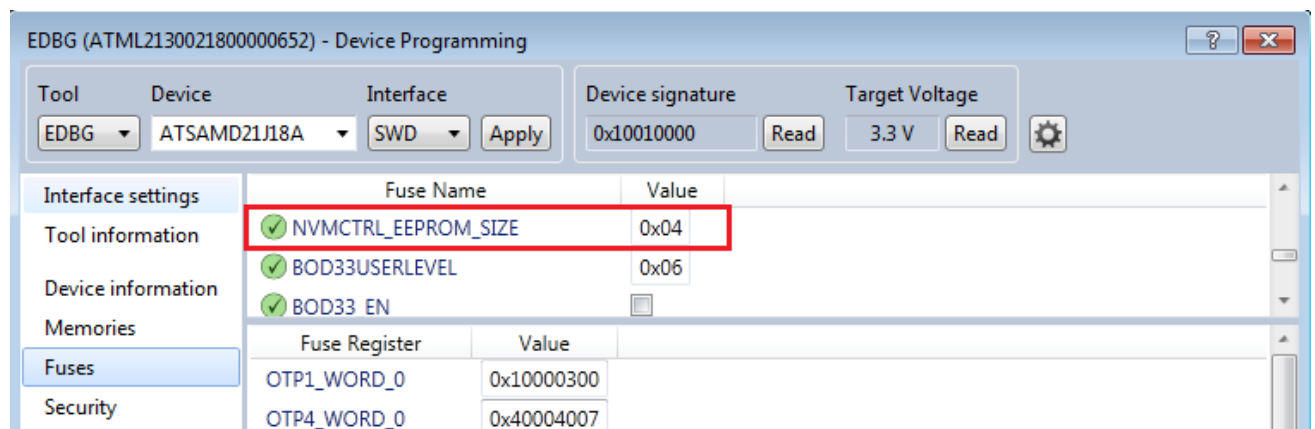 EDBG (ATML2130021800000652) - Device Programming
Tool Device Interface Device signature Target Voltage
EDBG ATSAMD21J18A SWD Apply 0x10010000 Read 3.3 V Read
Interface settings
Tool information
Device information
Memories
Fuses
Security
Fuse Name Value
NVMCTRL_EEPROM_SIZE 0x04
BOD33USERLEVEL 0x06
BOD33_EN
Fuse Register Value
OTP1_WORD_0 0x10000300
OTP4_WORD_0 0x40004007